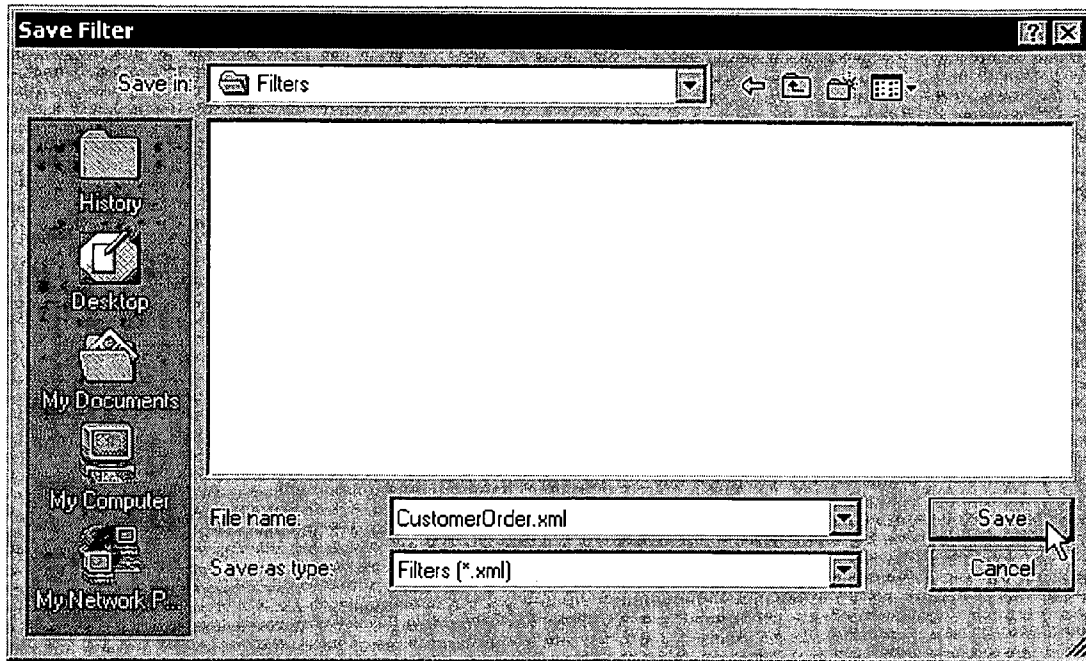 Save Filter
Save in:
Filters
History
Desktop
My Documents
My Computer
My Network P...
File name:
CustomerOrder.xml
Save
Save as type:
Filters (*.xml)
Cancel